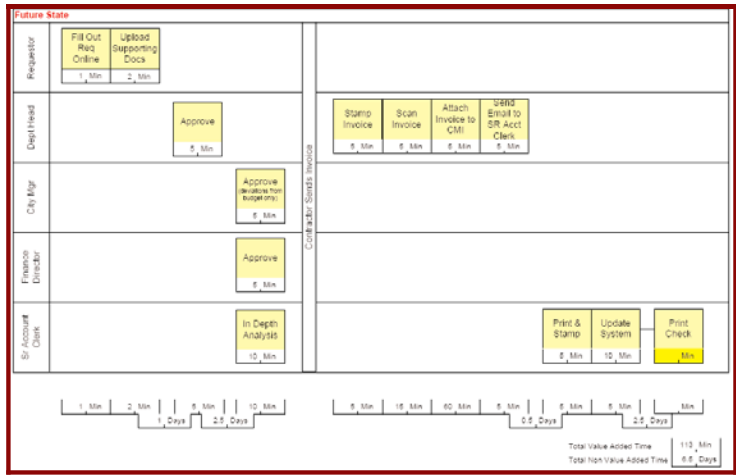 Future State
Requestor
Fill Out
Req
Online
1 Min
Upload
Supporting
Docs
2 Min
Dept Head
Approve
5 Min
Stamp
Invoice
5 Min
Scan
Invoice
5 Min
Attach
Invoice to
CMI
5 Min
Send
Email to
SR Acct
Clerk
5 Min
City Mgr
Approve
(deviations from
budget only)
5 Min
Contractor Sends Invoice
Finance
Director
Approve
5 Min
Sr Account
Clerk
In Depth
Analysis
10 Min
Print &
Stamp
5 Min
Update
System
10 Min
Print
Check
Min
1 Min 2 Min 5 Min 10 Min 5 Min 15 Min 60 Min 5 Min 5 Min 5 Min Min
1 Days 2.5 Days 0.5 Days 2.5 Days
Total Value Added Time 113 Min
Total Non Value Added Time 6.5 Days